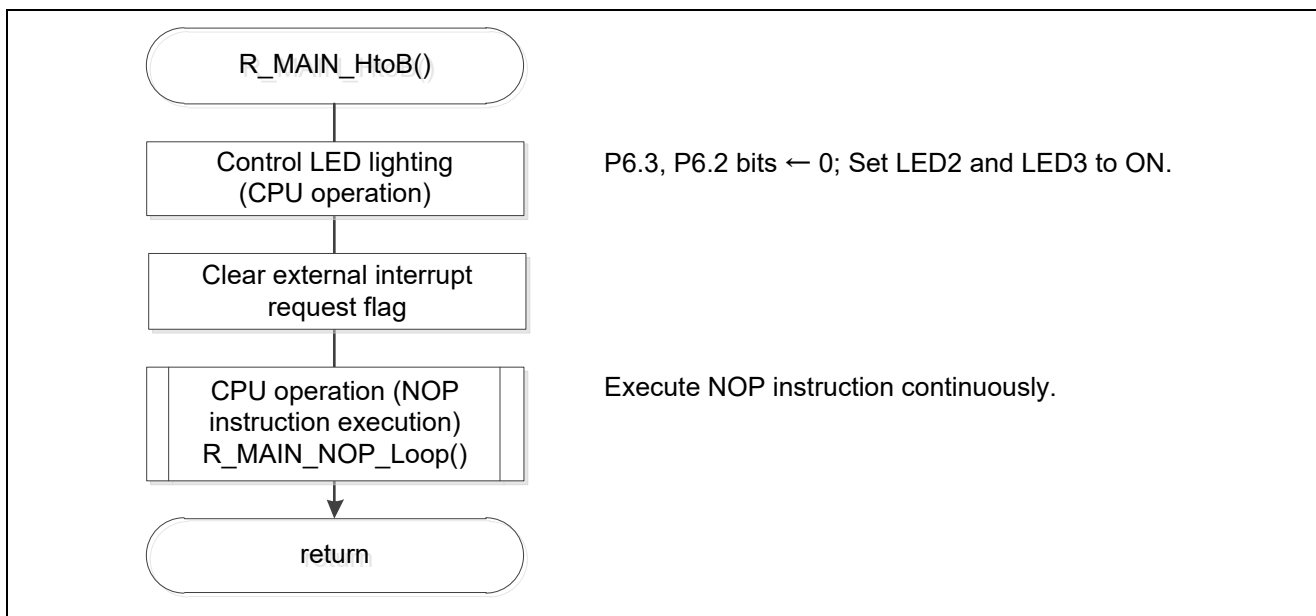 R_MAIN_HtoB()
Control LED lighting
(CPU operation)
P6.3, P6.2 bits ← 0; Set LED2 and LED3 to ON.
Clear external interrupt
request flag
CPU operation (NOP
instruction execution)
R_MAIN_NOP_Loop()
Execute NOP instruction continuously.
return